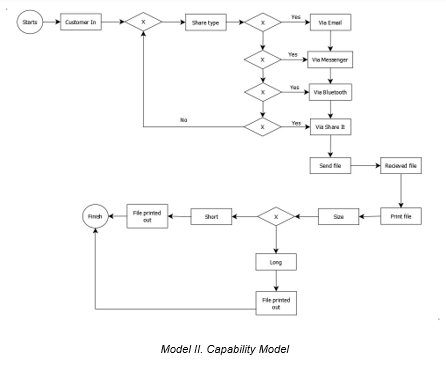 Starts
Customer In
X
Share type
X
Yes
Via Email
X
Yes
Via Messenger
X
Yes
Via Bluetooth
No
X
Yes
Via Share It
Send file
Recieved file
Finish
File printed
out
Short
X
Size
Print file
Long
File printed
out
Model II. Capability Model